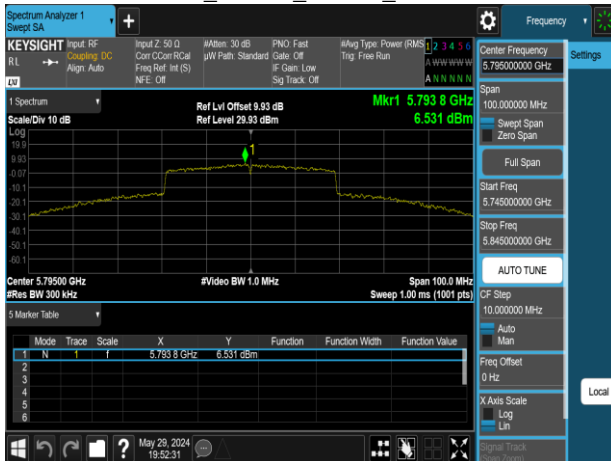 Spectrum Analyzer 1
Swept SA
Frequency
KEYSIGHT Input: RF
RL
Coupling: DC
Align: Auto
LXI
Input Z: 50 Ω
Corr CCorr RCal
Freq Ref: Int (S)
NFE: Off
#Atten: 30 dB
µW Path: Standard
PNO: Fast
Gate: Off
IF Gain: Low
Sig Track: Off
#Avg Type: Power (RMS
Trig: Free Run
1 2 3 4 5 6
A W W W W W
A N N N N N
1 Spectrum
Scale/Div 10 dB
Ref Lvl Offset 9.93 dB
Ref Level 29.93 dBm
Mkr1 5.793 8 GHz
6.531 dBm
Log
19.9
9.93
-0.07
-10.1
-20.1
-30.1
-40.1
-50.1
-60.1
1
Center 5.79500 GHz
#Res BW 300 kHz
#Video BW 1.0 MHz
Span 100.0 MHz
Sweep 1.00 ms (1001 pts)
5 Marker Table
Mode Trace Scale X Y Function Function Width Function Value
1 N 1 f 5.793 8 GHz 6.531 dBm
2
3
4
5
6
May 29, 2024
19:52:31
Center Frequency
5.795000000 GHz
Span
100.000000 MHz
Swept Span
Zero Span
Full Span
Start Freq
5.745000000 GHz
Stop Freq
5.845000000 GHz
AUTO TUNE
CF Step
10.000000 MHz
Auto
Man
Freq Offset
0 Hz
X Axis Scale
Log
Lin
Signal Track
(Span Zoom)
Settings
Local